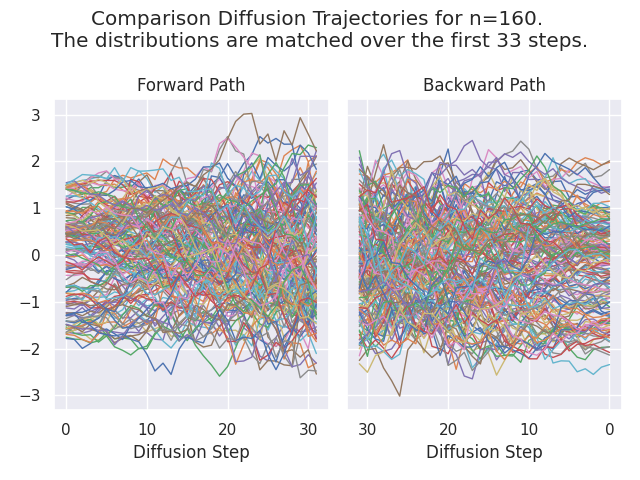 Comparison Diffusion Trajectories for n=160.
The distributions are matched over the first 33 steps.
Forward Path
Backward Path
3
2
1
0
−1
−2
−3
0 10 20 30
30 20 10 0
Diffusion Step
Diffusion Step